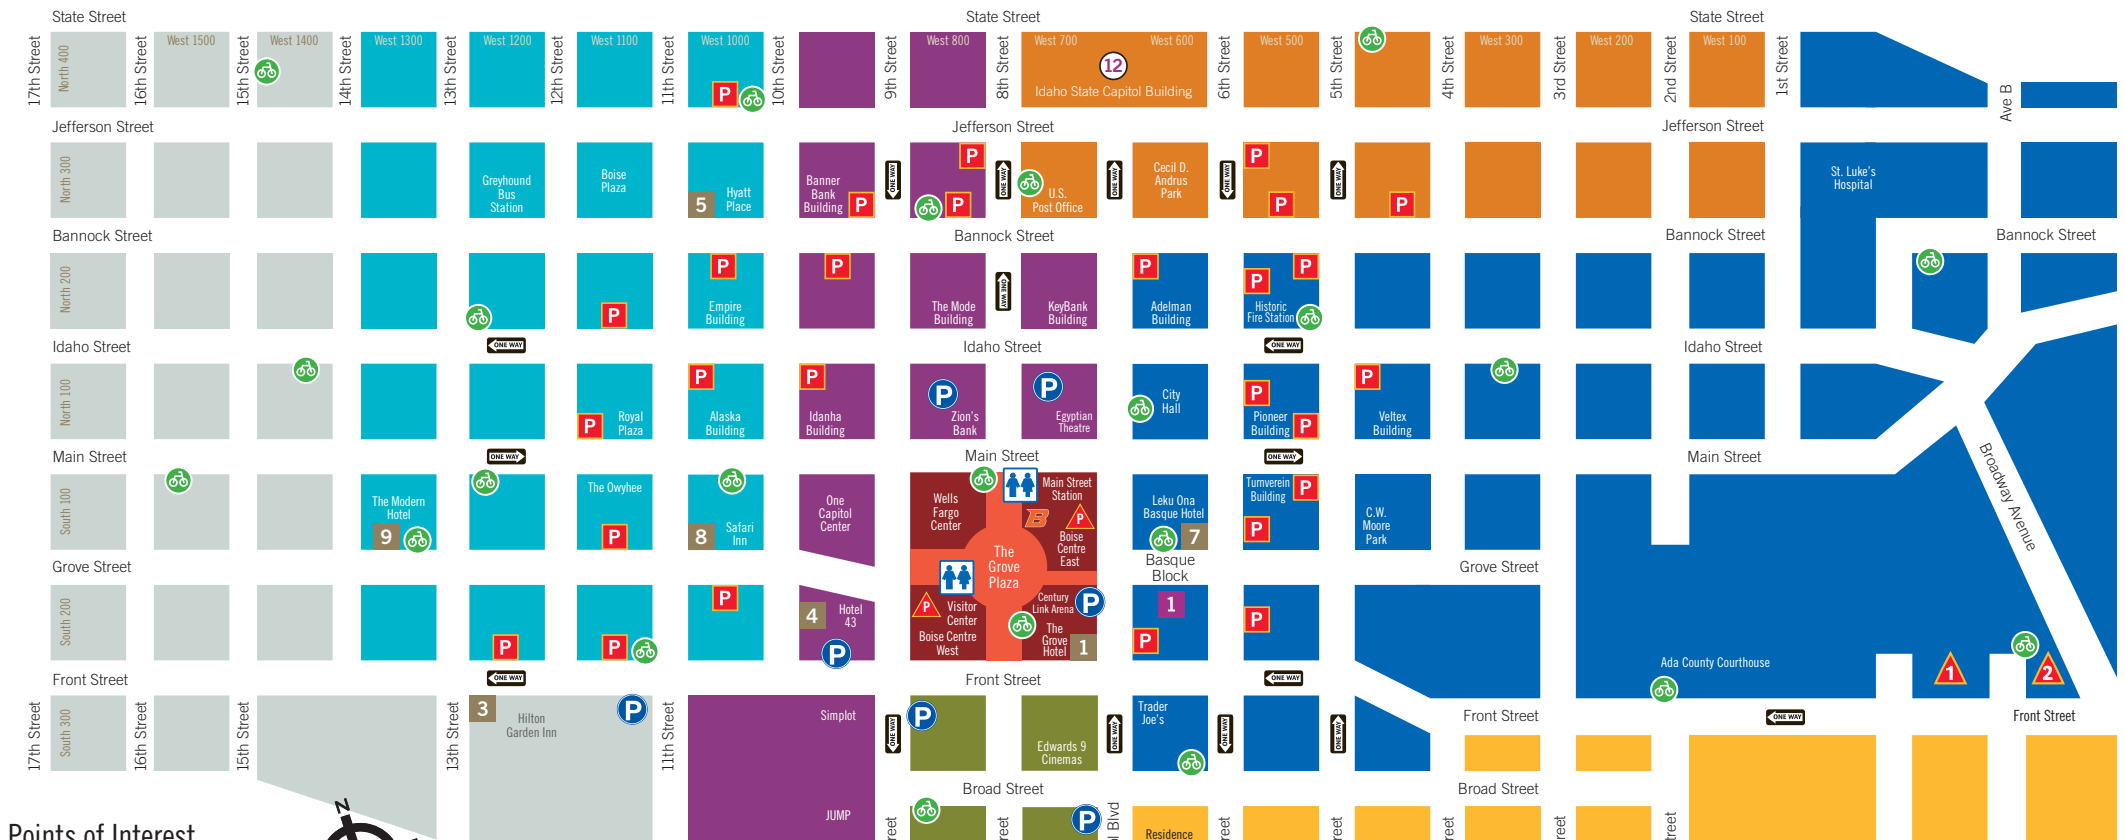 State Street
State Street
State Street
17th Street
North 400
16th Street
West 1500
15th Street
West 1400
14th Street
West 1300
13th Street
West 1200
12th Street
West 1100
11th Street
West 1000
P
10th Street
9th Street
West 800
8th Street
West 700
West 600
12
Idaho State Capitol Building
6th Street
West 500
5th Street
4th Street
West 300
3rd Street
West 200
2nd Street
West 100
1st Street
Ave B
Jefferson Street
Jefferson Street
Jefferson Street
North 300
Greyhound
Bus
Station
Boise
Plaza
5
Hyatt
Place
Banner
Bank
Building
P
ONE WAY
P
P
ONE WAY
U.S.
Post Office
ONE WAY
Cecil D.
Andrus
Park
ONE WAY
P
P
ONE WAY
P
St. Luke's
Hospital
Bannock Street
Bannock Street
Bannock Street
Bannock Street
North 200
P
P
Empire
Building
P
The Mode
Building
ONE WAY
KeyBank
Building
P
Adelman
Building
P
P
Historic
Fire Station
ONE WAY
ONE WAY
Idaho Street
Idaho Street
Idaho Street
North 100
P
Royal
Plaza
P
Alaska
Building
P
Idanha
Building
P
Zion's
Bank
P
Egyptian
Theatre
City
Hall
P
Pioneer
Building
P
P
Veltex
Building
Main Street
ONE WAY
Main Street
ONE WAY
Main Street
Broadway Avenue
South 100
The Modern
Hotel
9
The Owyhee
P
8
Safari
Inn
One
Capitol
Center
Wells
Fargo
Center
Main Street
Station
B
P
Boise
Centre
East
The
Grove
Plaza
Leku Ona
Basque Hotel
7
Turnverein
Building
P
P
C.W.
Moore
Park
Grove Street
Basque
Block
Grove Street
South 200
P
P
P
4
Hotel
43
P
P
Visitor
Center
Boise Centre
West
Century
Link Arena
P
The
Grove
Hotel
1
1
P
P
Ada County Courthouse
1
2
Front Street
ONE WAY
Front Street
ONE WAY
Front Street
ONE WAY
Front Street
17th Street
South 300
16th Street
15th Street
13th Street
3
Hilton
Garden Inn
P
11th Street
Simplot
JUMP
ONE WAY
P
Edwards 9
Cinemas
ONE WAY
Trader
Joe's
ONE WAY
ONE WAY
Broad Street
Broad Street
P
Blvd
Residence
N
Points of Interest